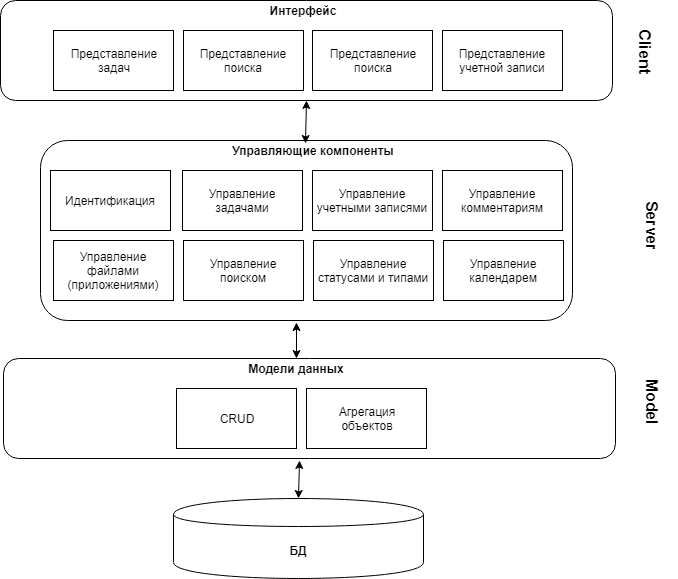 Интерфейс
Представление
задач
Представление
поиска
Представление
поиска
Представление
учетной записи
Client
Управляющие компоненты
Идентификация
Управление
задачами
Управление
учетными записями
Управление
комментариям
Управление
файлами
(приложениями)
Управление
поиском
Управление
статусами и типами
Управление
календарем
Server
Модели данных
CRUD
Агрегация
объектов
Model
БД